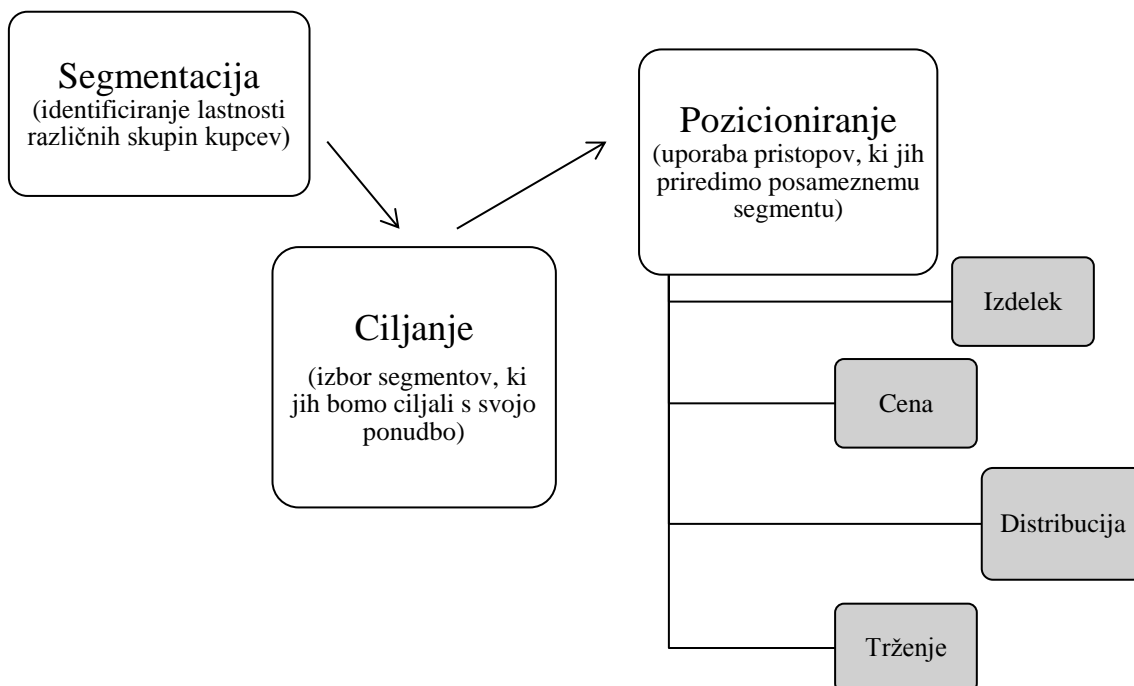 Segmentacija
(identificiranje lastnosti
različnih skupin kupcev)
Ciljanje
(izbor segmentov, ki
jih bomo ciljali s svojo
ponudbo)
Pozicioniranje
(uporaba pristopov, ki jih
priredimo posameznemu
segmentu)
Izdelek
Cena
Distribucija
Trženje